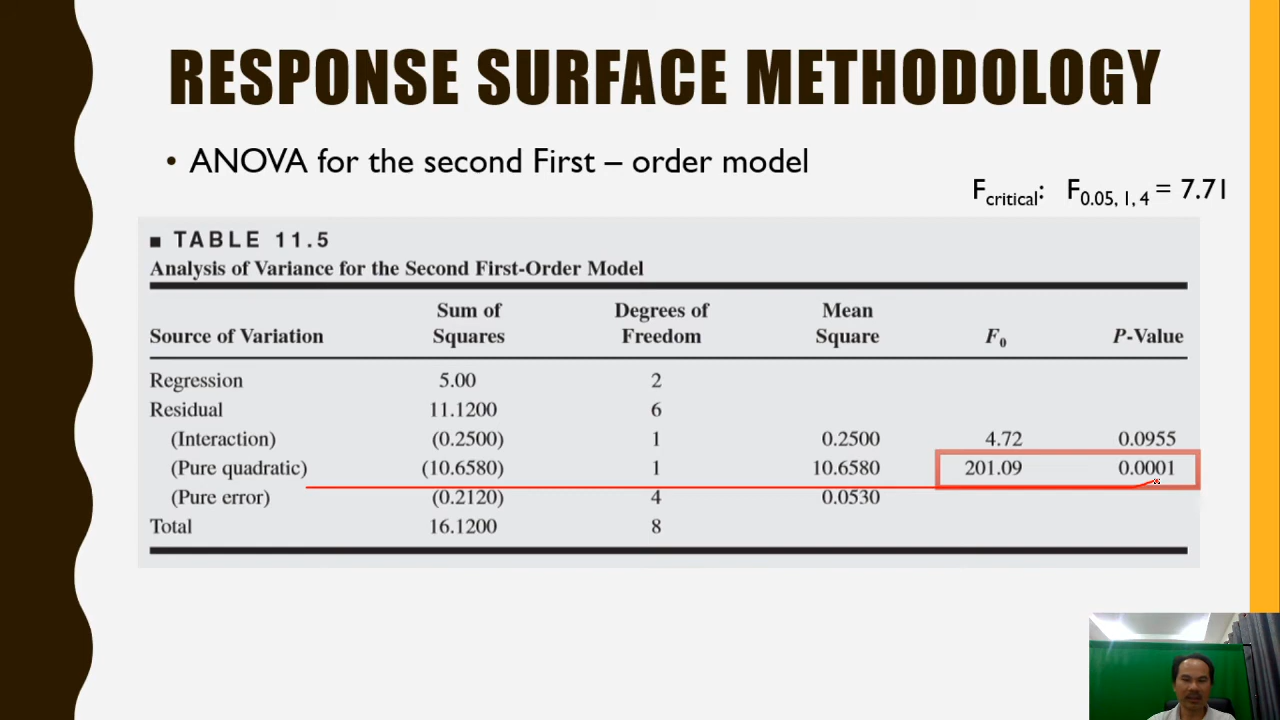 RESPONSE SURFACE METHODOLOGY
• ANOVA for the second First – order model
Fcritical: F0.05, 1, 4 = 7.71
■ TABLE 11.5
Analysis of Variance for the Second First-Order Model
Source of Variation Sum of Squares Degrees of Freedom Mean Square F0 P-Value
Regression 5.00 2
Residual 11.1200 6
(Interaction) (0.2500) 1 0.2500 4.72 0.0955
(Pure quadratic) (10.6580) 1 10.6580 201.09 0.0001
(Pure error) (0.2120) 4 0.0530
Total 16.1200 8